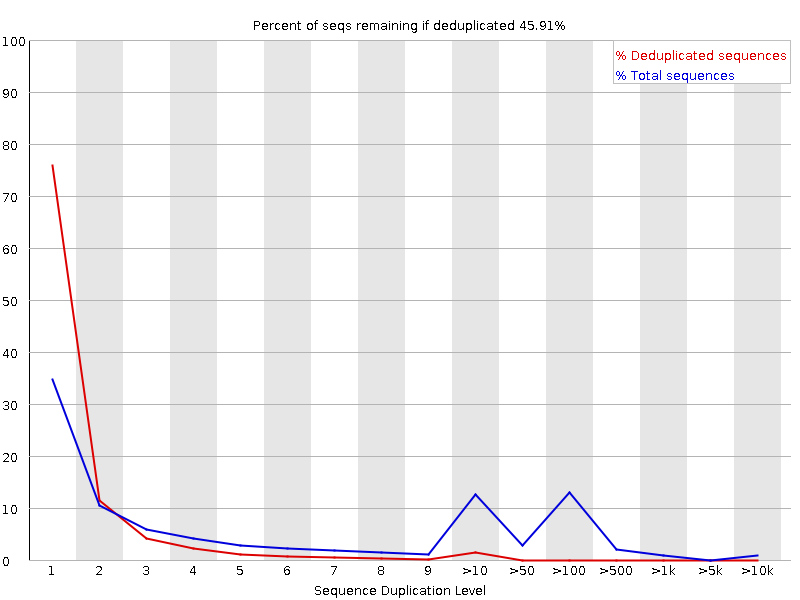 Percent of seqs remaining if deduplicated 45.91%
% Deduplicated sequences
% Total sequences
100
90
80
70
60
50
40
30
20
10
0
1 2 3 4 5 6 7 8 9 >10 >50 >100 >500 >1k >5k >10k
Sequence Duplication Level